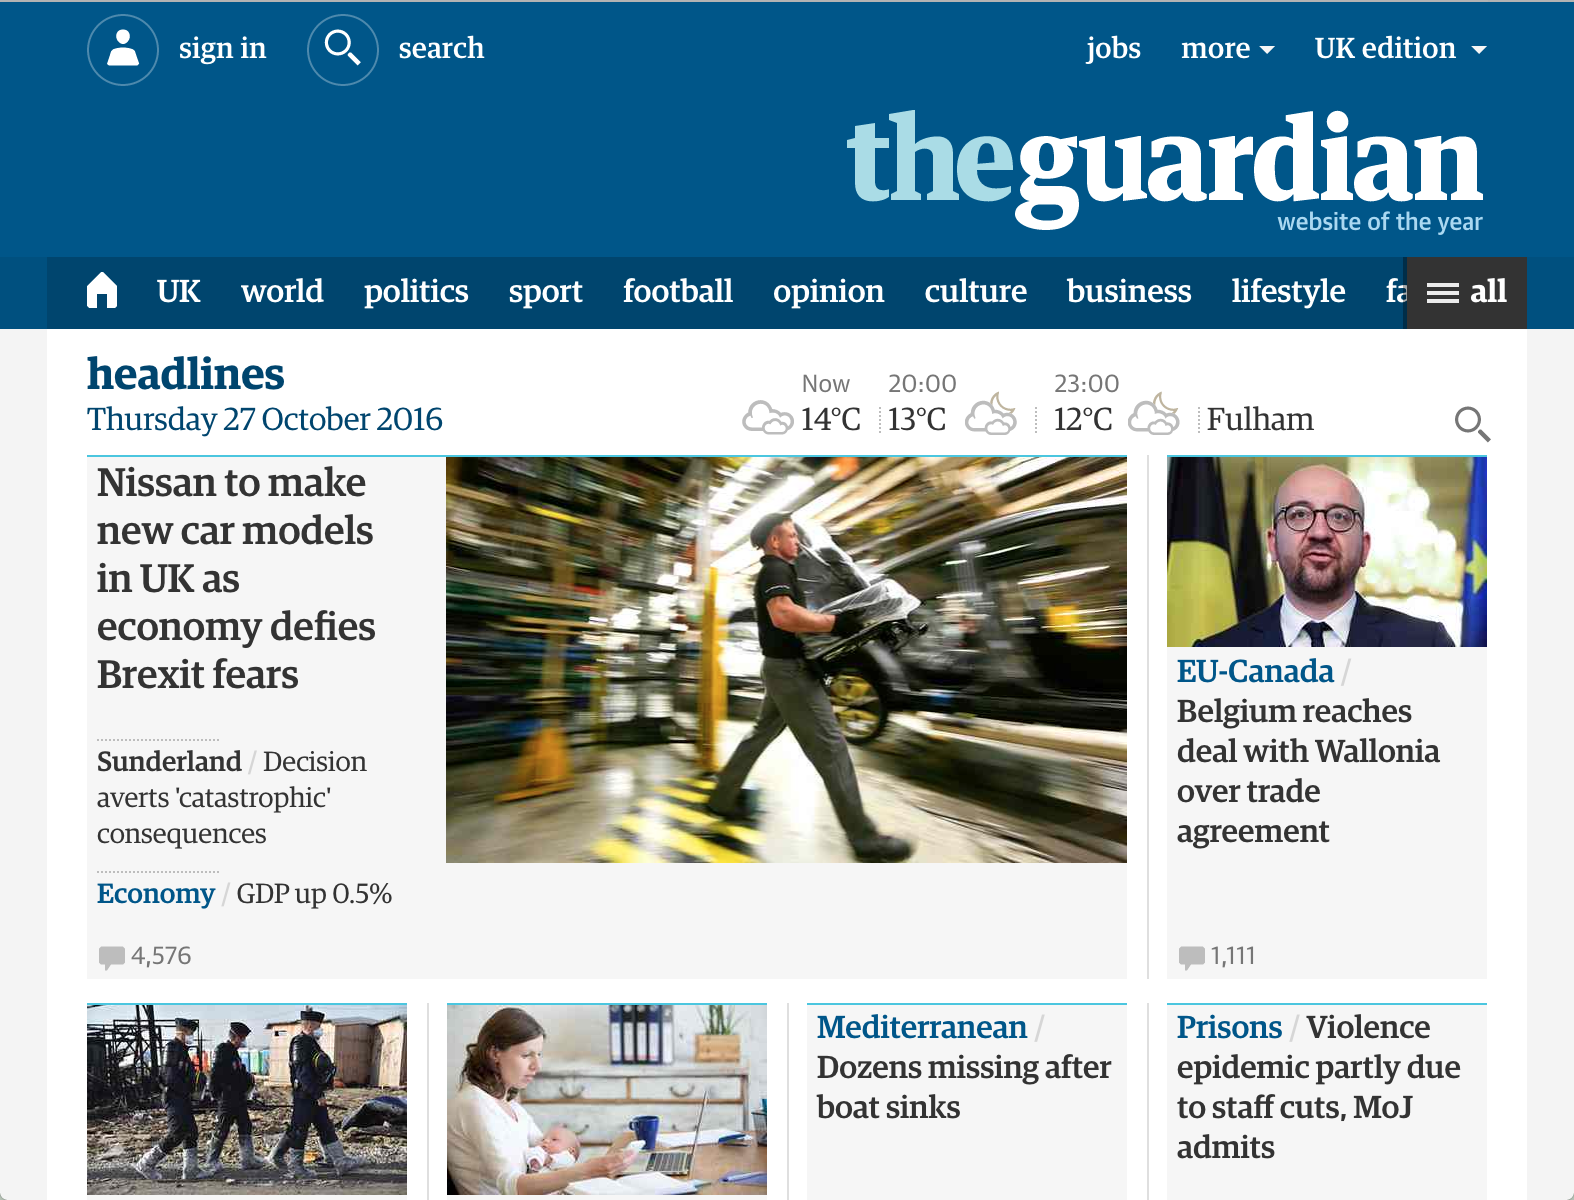 sign in
search
jobs
more
UK edition
theguardian
website of the year
UK
world
politics
sport
football
opinion
culture
business
lifestyle
fa
all
headlines
Thursday 27 October 2016
Now
14°C
20:00
13°C
23:00
12°C
Fulham
Nissan to make
new car models
in UK as
economy defies
Brexit fears
Sunderland / Decision
averts 'catastrophic'
consequences
Economy / GDP up 0.5%
4,576
EU-Canada /
Belgium reaches
deal with Wallonia
over trade
agreement
1,111
Mediterranean /
Dozens missing after
boat sinks
Prisons / Violence
epidemic partly due
to staff cuts, MoJ
admits